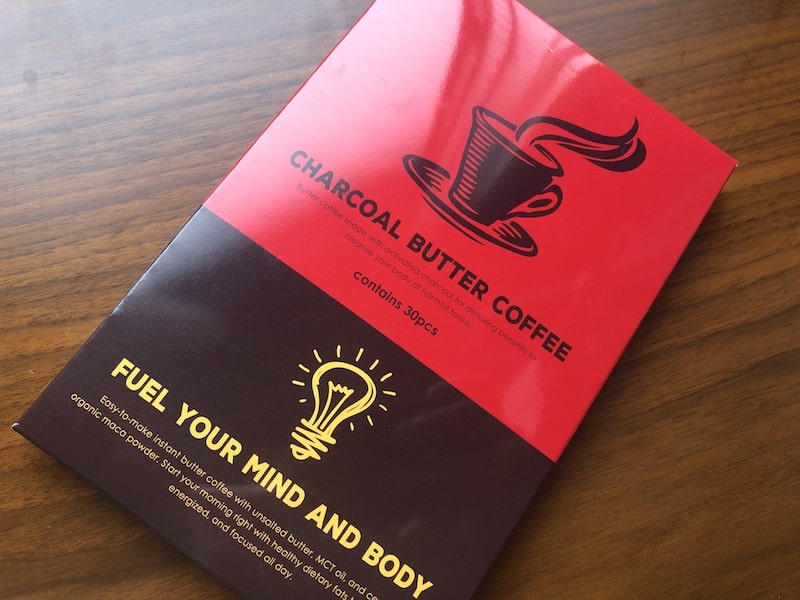 CHARCOAL BUTTER COFFEE
Butter coffee made with activated charcoal for detoxing benefits to
cleanse your body of harmful toxins.
contains 30pcs
FUEL YOUR MIND AND BODY
Easy-to-make instant butter coffee with unsalted butter, MCT oil, and
organic maca powder. Start your morning right with healthy dietary fats
energized, and focused all day.